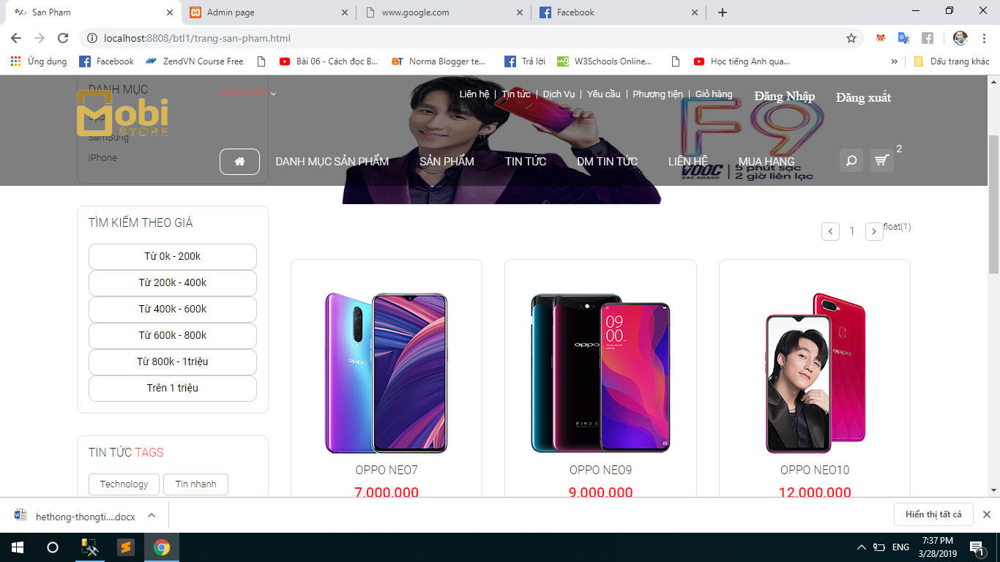 San Pham
Admin page
www.google.com
Facebook
localhost:8808/btl1/trang-san-pham.html
Ứng dụng
Facebook
ZendVN Course Free
Bài 06 - Cách đọc B...
Norma Blogger te...
Trả lời
W3Schools Online...
Học tiếng Anh qua...
»
Dấu trang khác
DANH MỤC
TOÀN QUỐC
Liên hệ | Tin tức | Dịch Vụ | Yêu cầu | Phương tiện | Giỏ hàng
Đăng Nhập
Đăng xuất
Mobi
STORE
Oppo
SamSung
iPhone
F9
VOOC
SẠC NHANH
5 phút sạc
2 giờ liên lạc
DANH MỤC SẢN PHẨM
SẢN PHẨM
TIN TỨC
DM TIN TỨC
LIÊN HỆ
MUA HANG
2
TÌM KIẾM THEO GIÁ
Từ 0k - 200k
Từ 200k - 400k
Từ 400k - 600k
Từ 600k - 800k
Từ 800k - 1triệu
Trên 1 triệu
1
float(1)
oppo
OPPO NEO7
7,000,000
oppo
FIND X
09
00
OPPO NEO9
9,000,000
oppo
OPPO NEO10
12,000,000
TIN TỨC TAGS
Technology
Tin nhanh
hethong-thongti....docx
Hiển thị tất cả
ENG
7:37 PM
3/28/2019
1